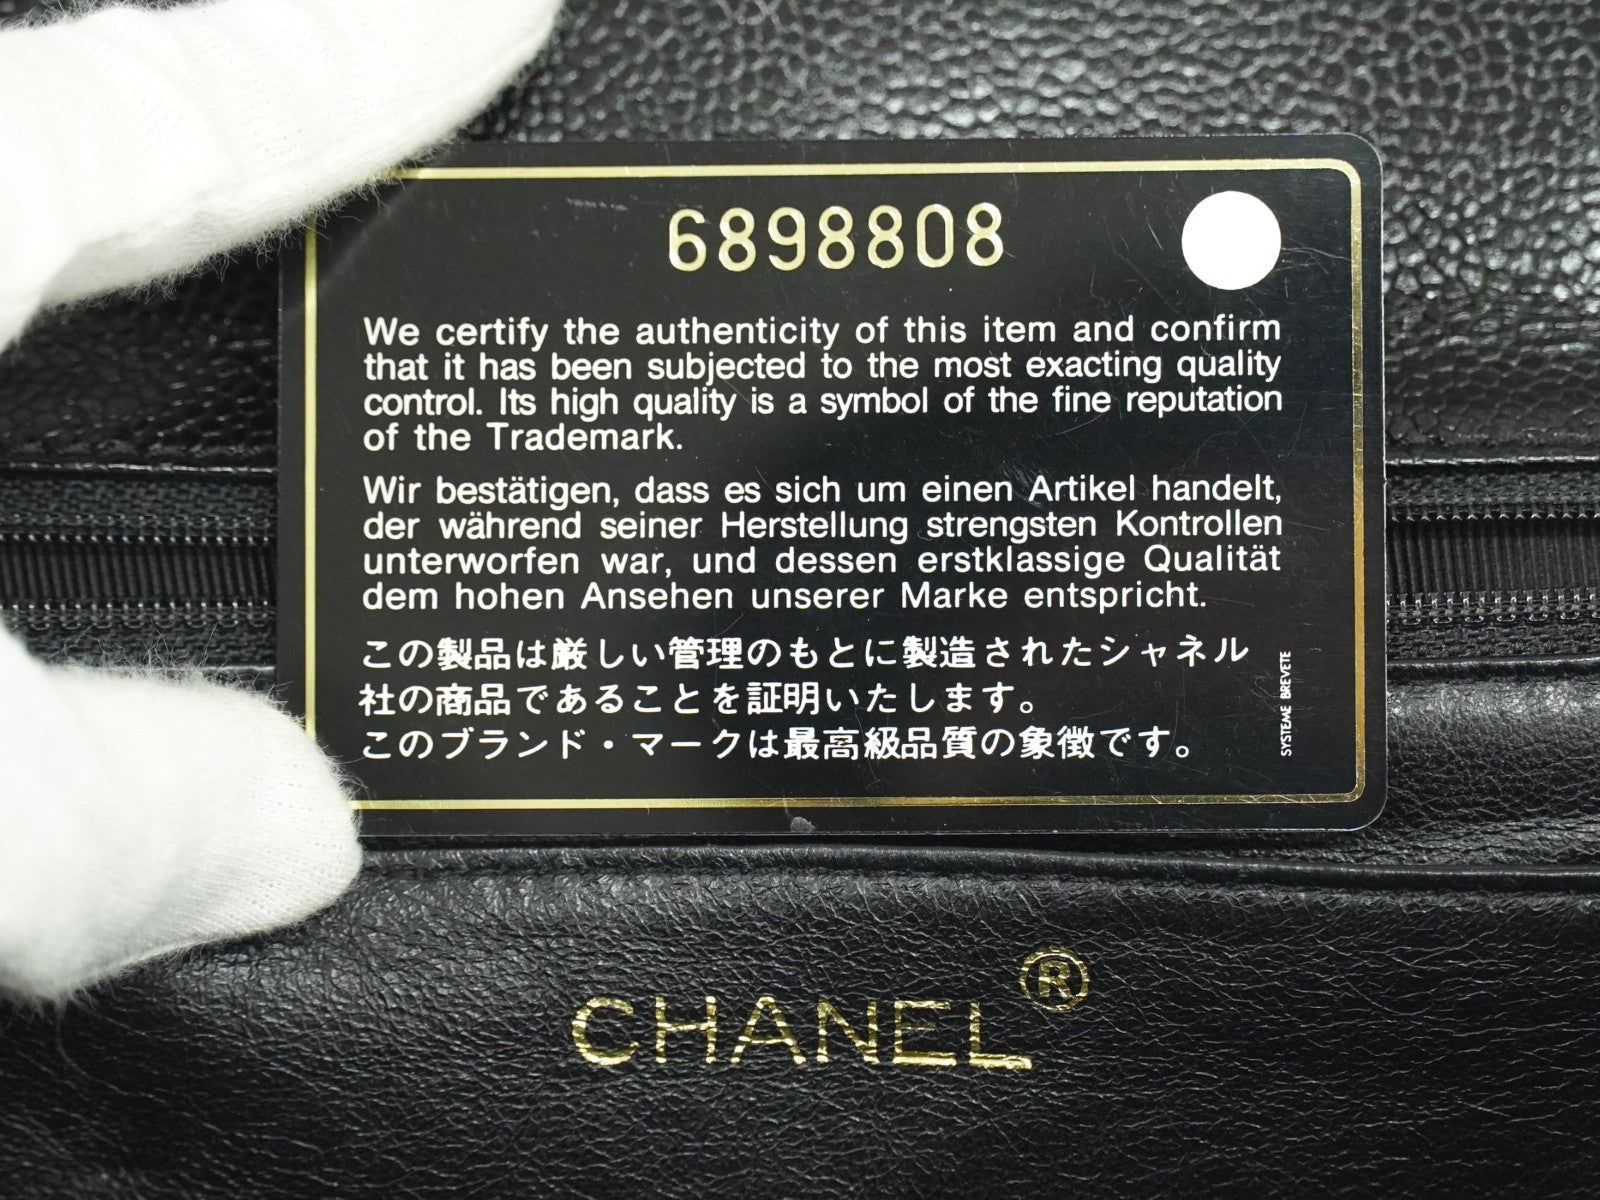 6898808
We certify the authenticity of this item and confirm
that it has been subjected to the most exacting quality
control. Its high quality is a symbol of the fine reputation
of the Trademark.
Wir bestätigen, dass es sich um einen Artikel handelt,
der während seiner Herstellung strengsten Kontrollen
unterworfen war, und dessen erstklassige Qualität
dem hohen Ansehen unserer Marke entspricht.
この製品は厳しい管理のもとに製造されたシャネル
社の商品であることを証明いたします。
このブランド・マークは最高級品質の象徴です。
SYSTEME BREVETE
CHANEL®